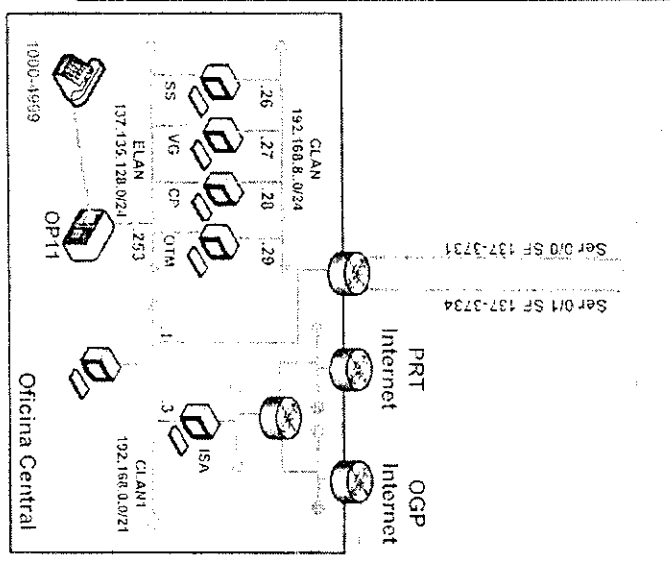 Ser 0/0 SF 137-3731
Ser 0/1 SF 137-3734
PRT
Internet
OGP
Internet
CLAN
192.168.8..0/24
.26
.27
.28
.29
SS
VG
CP
OTM
ELAN
137.135.128.0/24
.253
.1
1000-4999
OP11
.3
ISA
CLAN1
192.168.0.0/21
Oficina Central